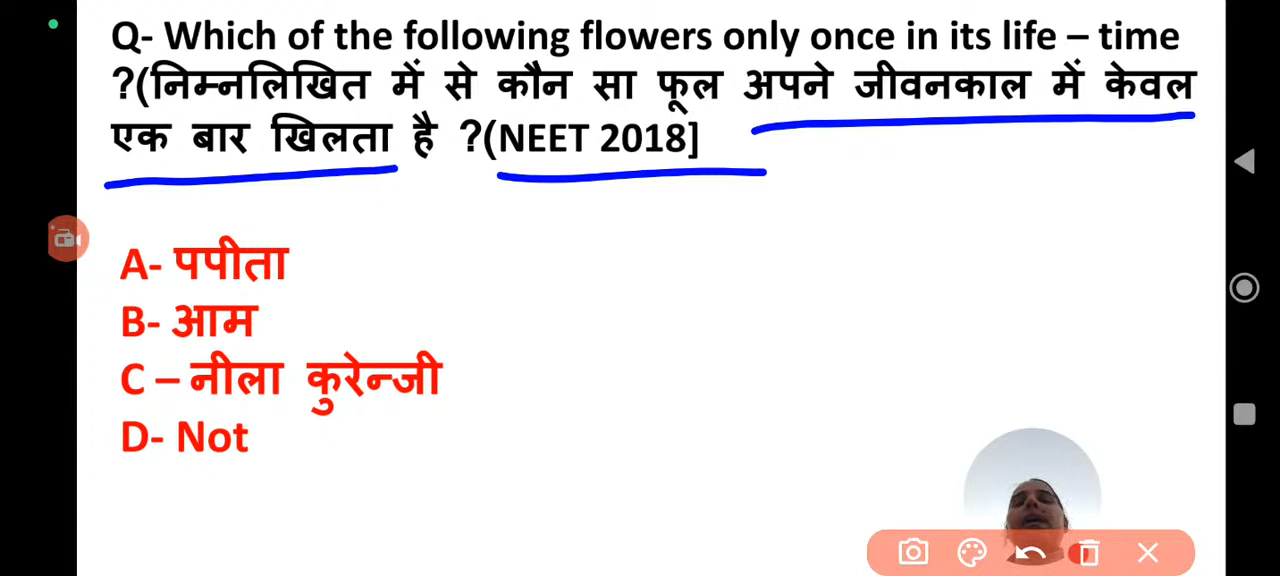 Q- Which of the following flowers only once in its life – time
?(निम्नलिखित में से कौन सा फूल अपने जीवनकाल में केवल
एक बार खिलता है ?(NEET 2018]
A- पपीता
B- आम
C – नीला कुरेन्जी
D- Not